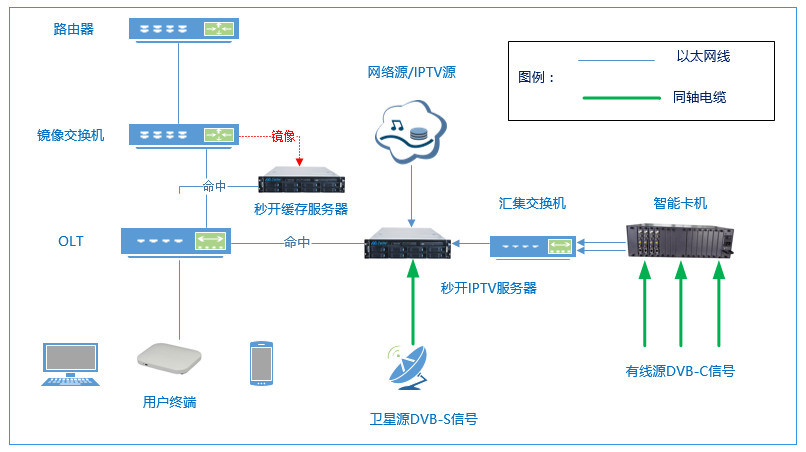 路由器
网络源/IPTV源
图例：
以太网线
同轴电缆
镜像交换机
镜像
命中
秒开缓存服务器
汇集交换机
智能卡机
OLT
命中
秒开IPTV服务器
有线源DVB-C信号
用户终端
卫星源DVB-S信号